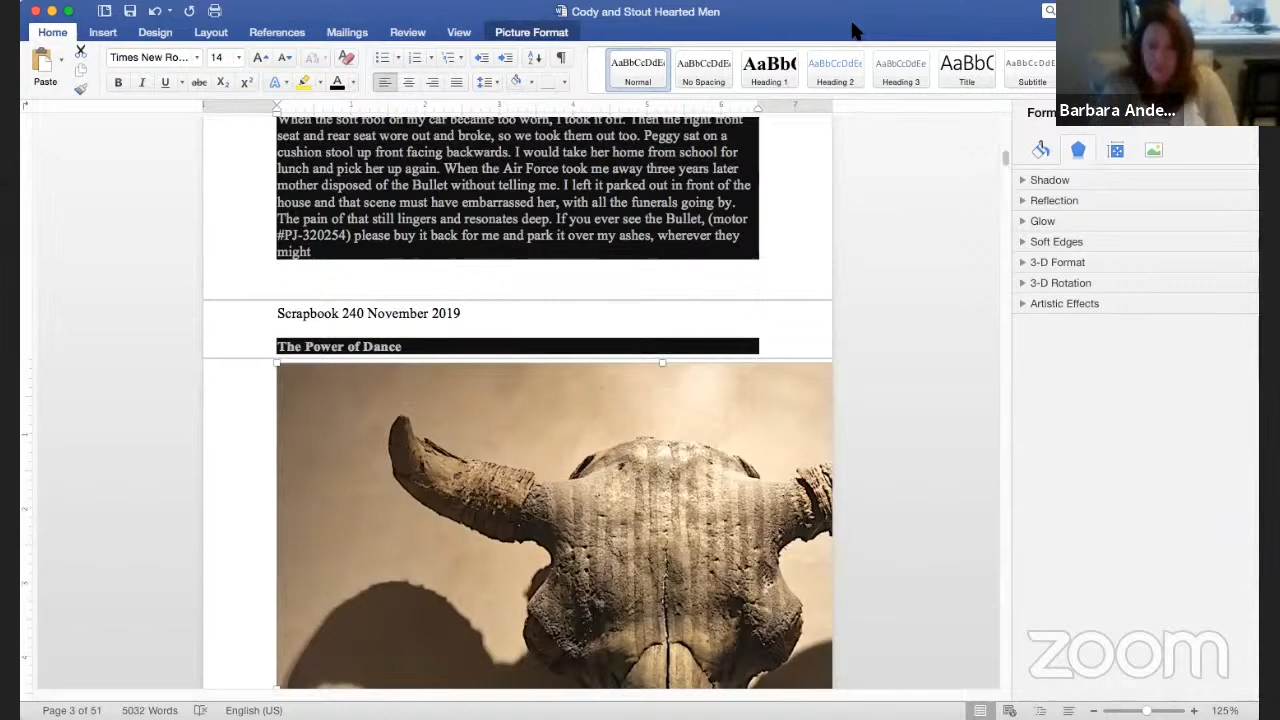 Cody and Stout Hearted Men
Home Insert Design Layout References Mailings Review View Picture Format
Times New Ro... 14
Paste
Normal No Spacing Heading 1 Heading 2 Heading 3 Title Subtitle
Barbara Ande...
When the soft roof on my car became too worn, I took it off. Then the right front
seat and rear seat wore out and broke, so we took them out too. Peggy sat on a
cushion stool up front facing backwards. I would take her home from school for
lunch and pick her up again. When the Air Force took me away three years later
mother disposed of the Bullet without telling me. I left it parked out in front of the
house and that scene must have embarrassed her, with all the funerals going by.
The pain of that still lingers and resonates deep. If you ever see the Bullet, (motor
#PJ-320254) please buy it back for me and park it over my ashes, wherever they
might
Scrapbook 240 November 2019
The Power of Dance
Shadow
Reflection
Glow
Soft Edges
3-D Format
3-D Rotation
Artistic Effects
zoom
Page 3 of 51 5032 Words English (US) 125%